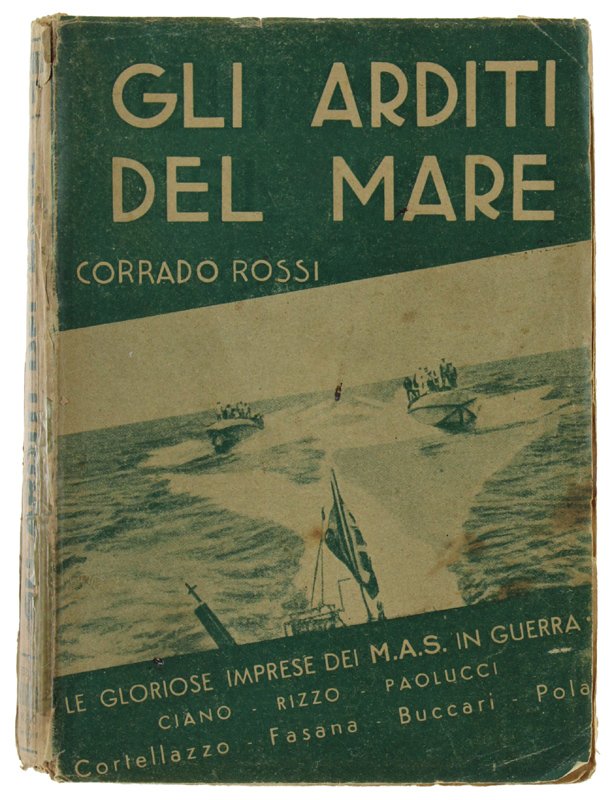 GLI ARDITI
DEL MARE
CORRADO ROSSI
LE GLORIOSE IMPRESE DEI M.A.S. IN GUERRA
CIANO - RIZZO - PAOLUCCI
Cortellazzo - Fasana - Buccari - Pola